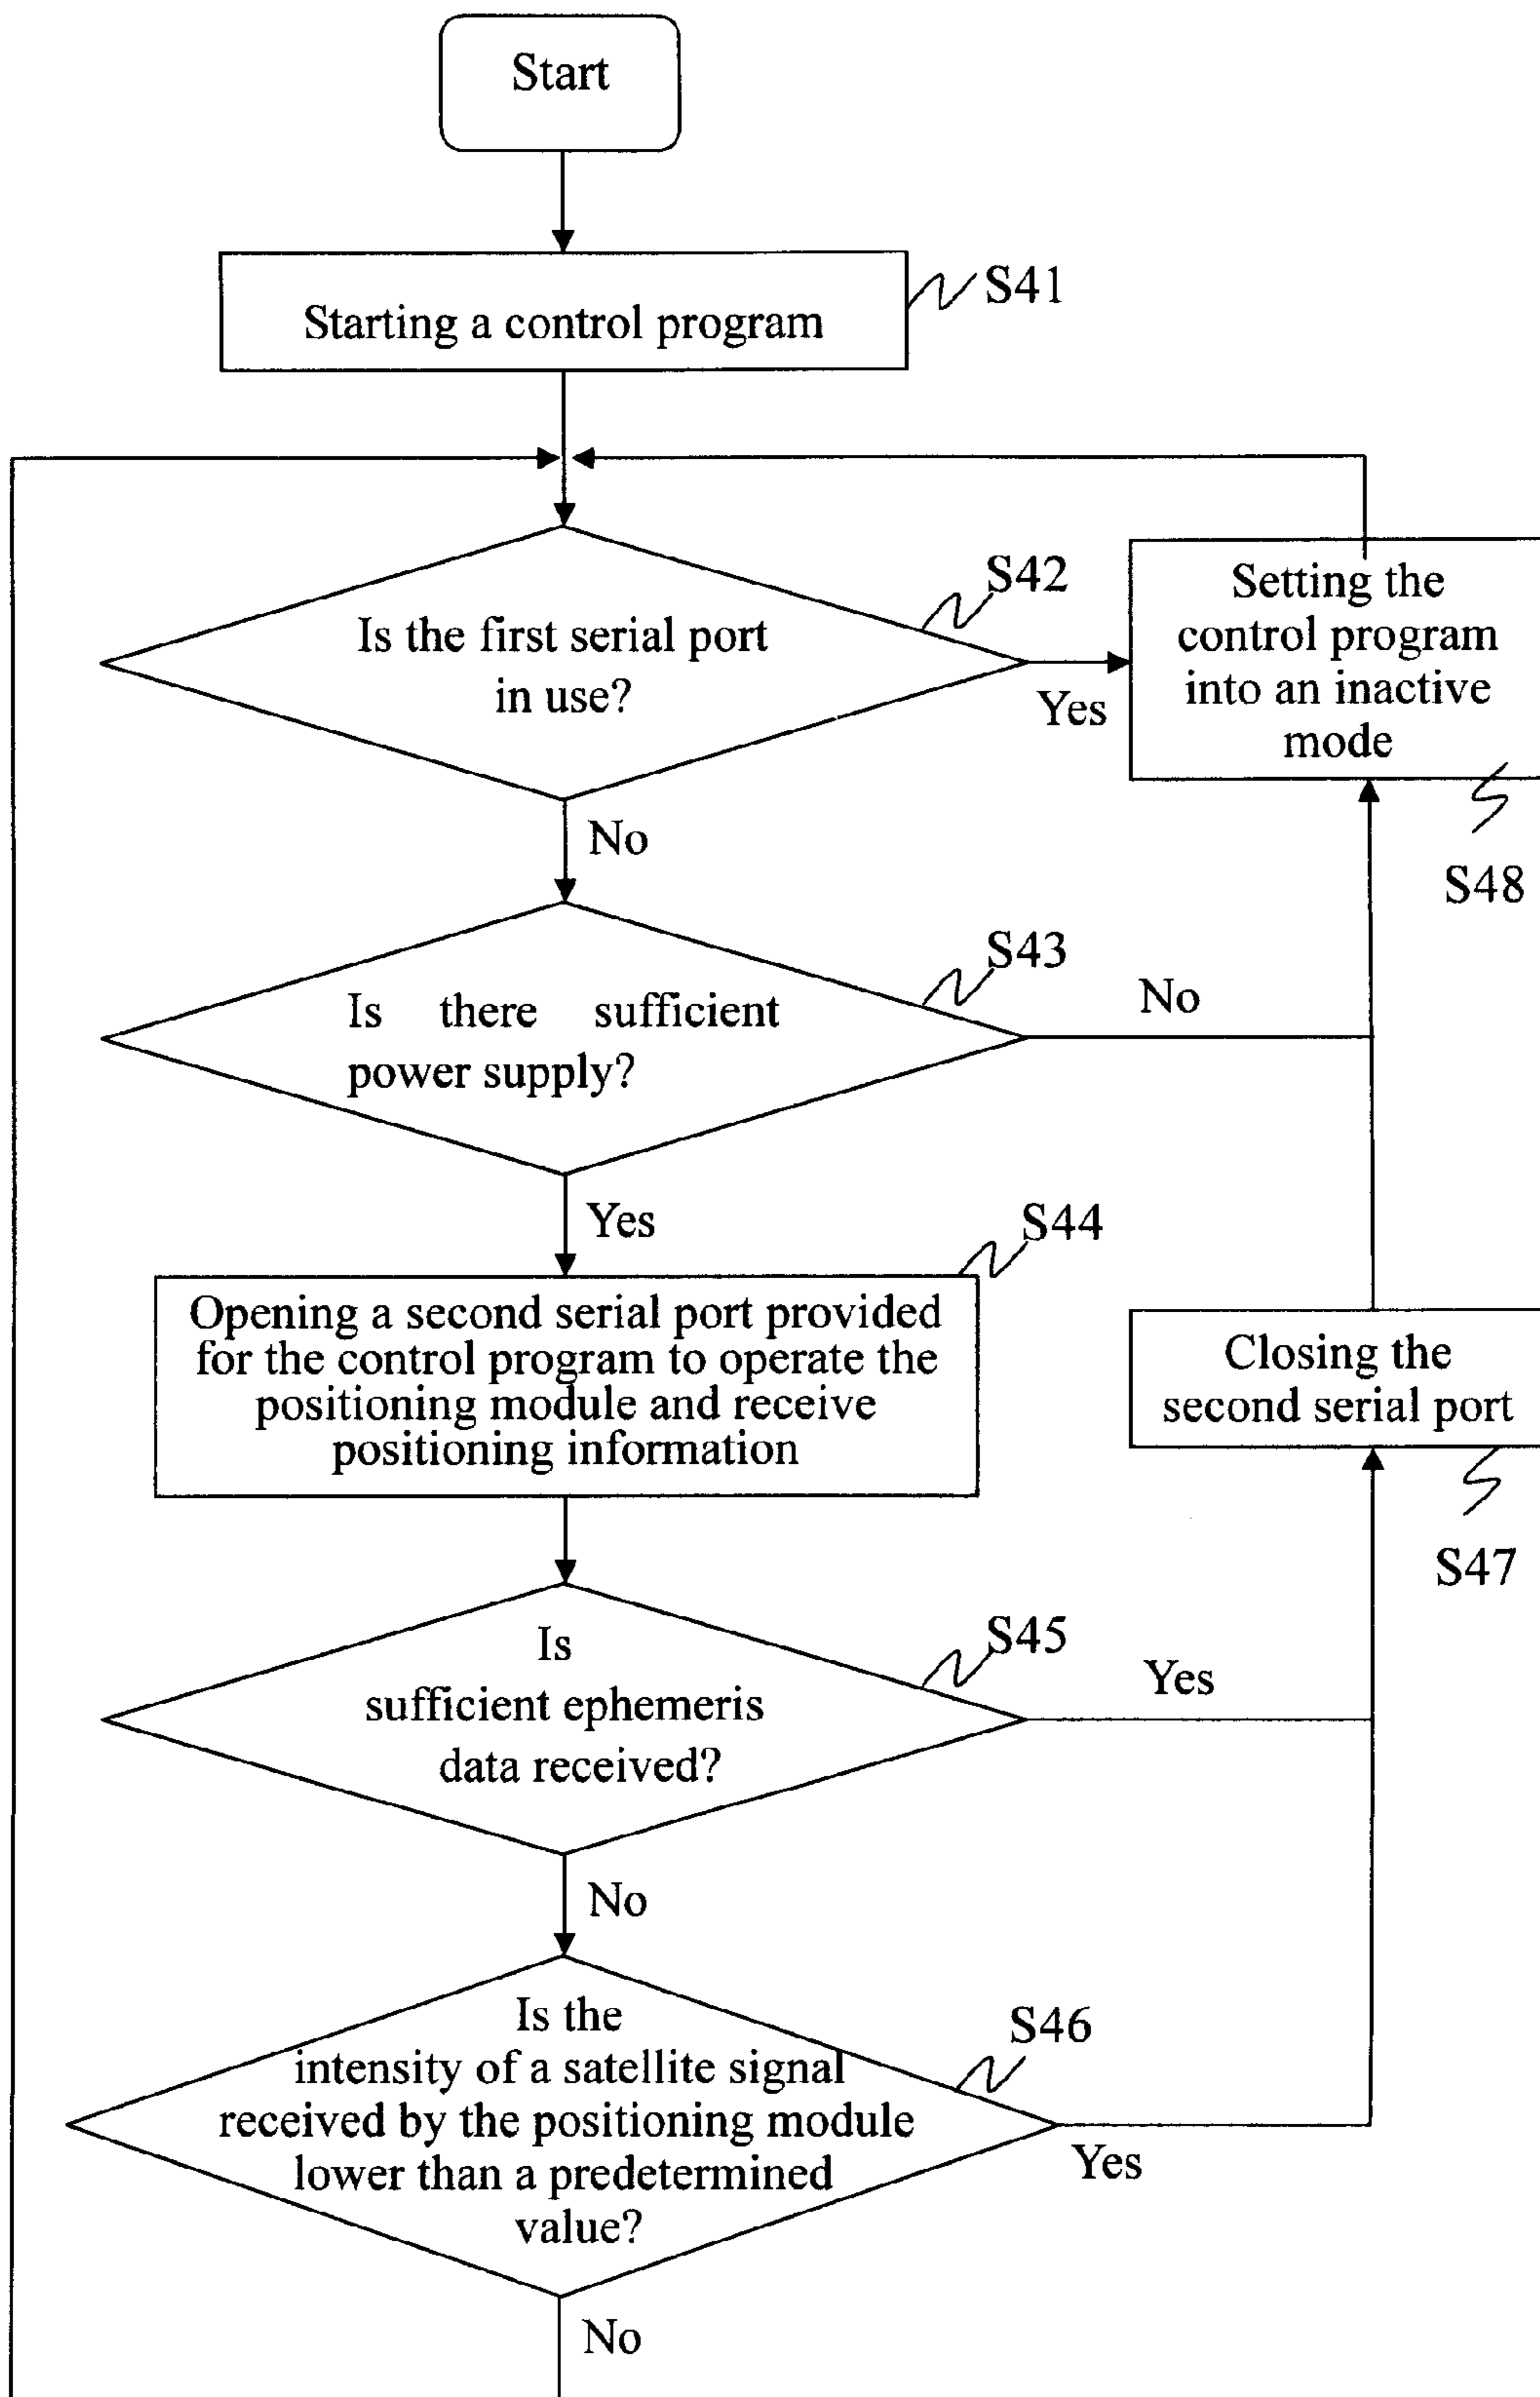 Start
Starting a control program
S41
Is the first serial port
in use?
S42
Yes
Setting the
control program
into an inactive
mode
S48
No
Is there sufficient
power supply?
S43
No
Yes
Opening a second serial port provided
for the control program to operate the
positioning module and receive
positioning information
S44
Closing the
second serial port
S47
Is
sufficient ephemeris
data received?
S45
Yes
No
Is the
intensity of a satellite signal
received by the positioning module
lower than a predetermined
value?
S46
Yes
No